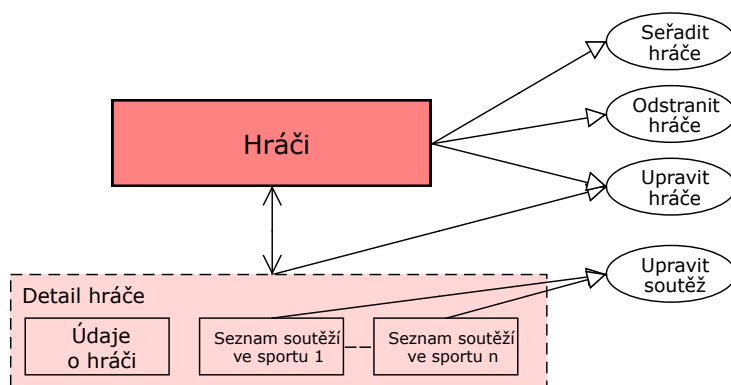 Seřadit
hráče
Odstranit
hráče
Hráči
Upravit
hráče
Upravit
soutěž
Detail hráče
Údaje
o hráči
Seznam soutěží
ve sportu 1
Seznam soutěží
ve sportu n